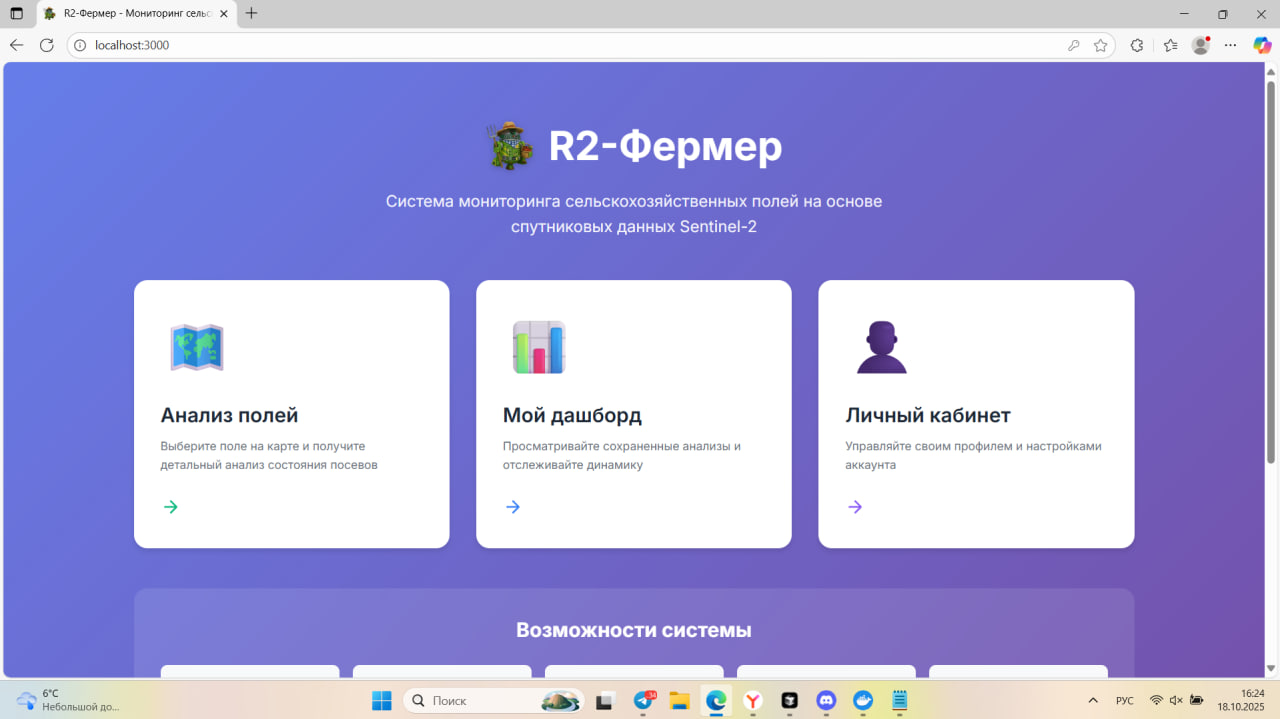 R2-Фермер - Мониторинг сельс
localhost:3000
R2-Фермер
Система мониторинга сельскохозяйственных полей на основе
спутниковых данных Sentinel-2
Анализ полей
Выберите поле на карте и получите
детальный анализ состояния посевов
Мой дашборд
Просматривайте сохраненные анализы и
отслеживайте динамику
Личный кабинет
Управляйте своим профилем и настройками
аккаунта
Возможности системы
6°C
Небольшой до...
Поиск
34
РУС
16:24
18.10.2025